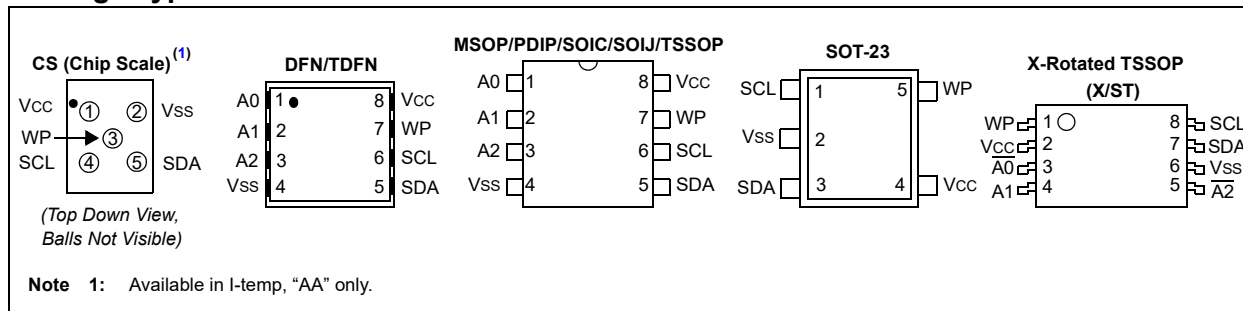 CS (Chip Scale)(1)
VCC 1 2 VSS
WP 3
SCL 4 5 SDA
(Top Down View,
Balls Not Visible)
DFN/TDFN
A0 1 8 VCC
A1 2 7 WP
A2 3 6 SCL
VSS 4 5 SDA
MSOP/PDIP/SOIC/SOIJ/TSSOP
A0 1 8 VCC
A1 2 7 WP
A2 3 6 SCL
VSS 4 5 SDA
SOT-23
SCL 1 5 WP
VSS 2
SDA 3 4 VCC
X-Rotated TSSOP
(X/ST)
WP 1 8 SCL
VCC 2 7 SDA
A̅0̅ 3 6 VSS
A1 4 5 A̅2̅
Note 1: Available in I-temp, “AA” only.